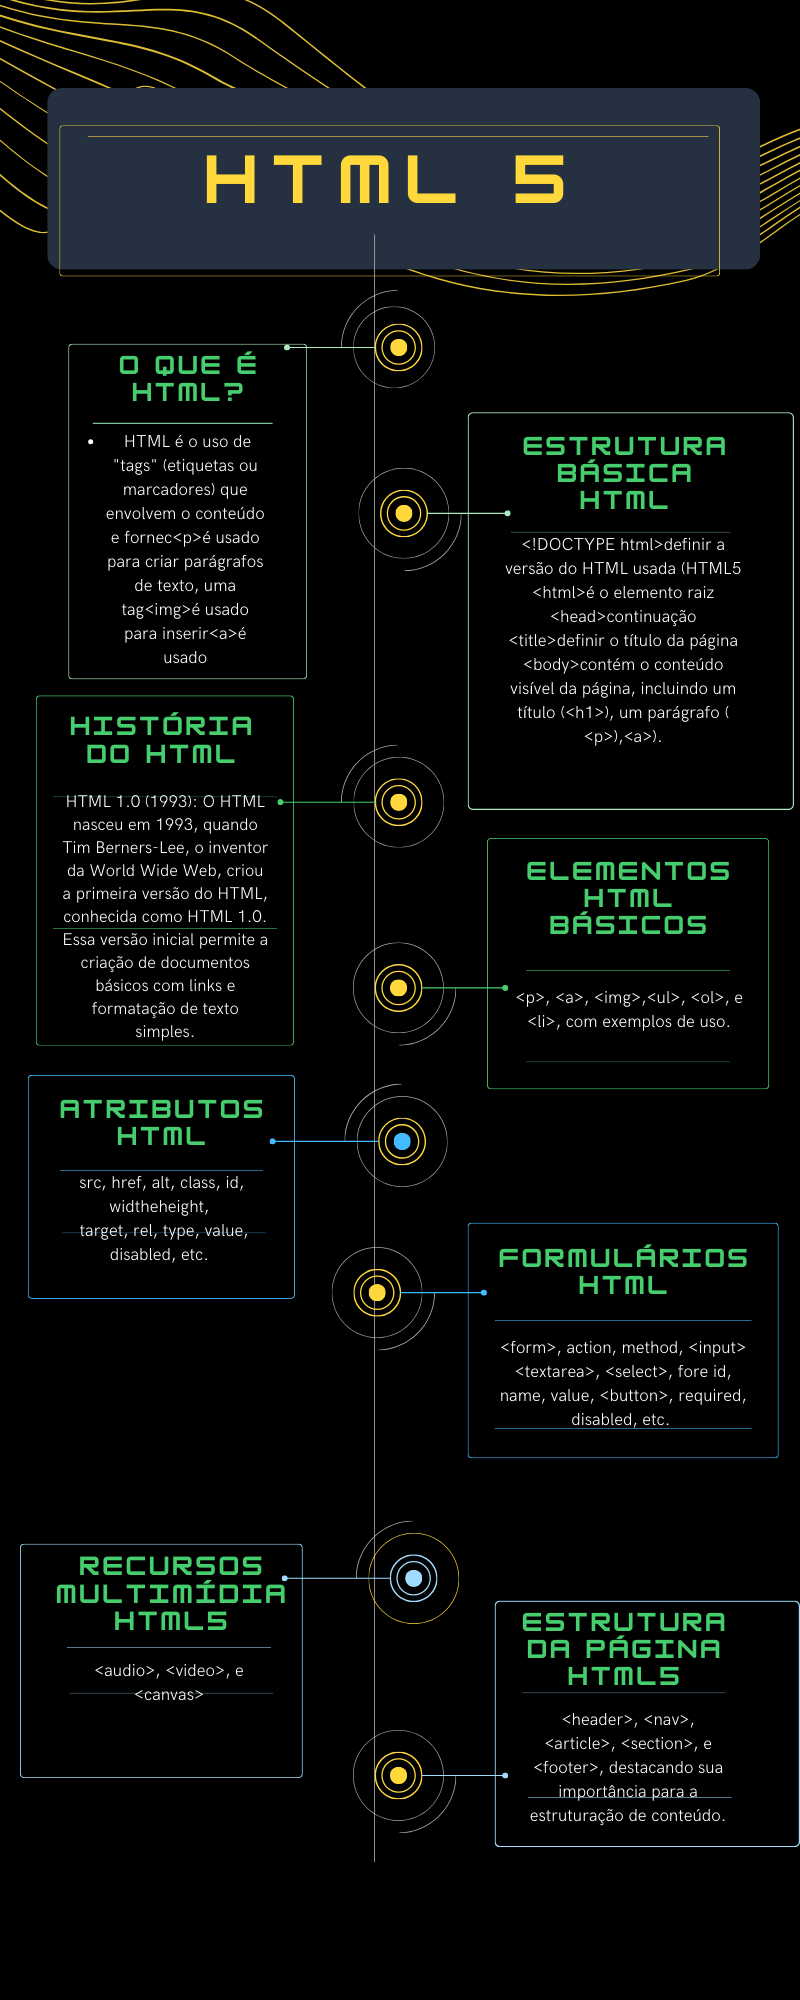 HTML 5
O QUE É
HTML?
• HTML é o uso de
"tags" (etiquetas ou
marcadores) que
envolvem o conteúdo
e fornec<p>é usado
para criar parágrafos
de texto, uma
tag<img>é usado
para inserir<a>é
usado
ESTRUTURA
BÁSICA
HTML
<!DOCTYPE html>definir a
versão do HTML usada (HTML5
<html>é o elemento raiz
<head>continuação
<title>definir o título da página
<body>contém o conteúdo
visível da página, incluindo um
título (<h1>), um parágrafo (
<p>),<a>).
HISTÓRIA
DO HTML
HTML 1.0 (1993): O HTML
nasceu em 1993, quando
Tim Berners-Lee, o inventor
da World Wide Web, criou
a primeira versão do HTML,
conhecida como HTML 1.0.
Essa versão inicial permite a
criação de documentos
básicos com links e
formatação de texto
simples.
ELEMENTOS
HTML
BÁSICOS
<p>, <a>, <img>,<ul>, <ol>, e
<li>, com exemplos de uso.
ATRIBUTOS
HTML
src, href, alt, class, id,
widtheheight,
target, rel, type, value,
disabled, etc.
FORMULÁRIOS
HTML
<form>, action, method, <input>
<textarea>, <select>, fore id,
name, value, <button>, required,
disabled, etc.
RECURSOS
MULTIMÍDIA
HTML5
<audio>, <video>, e
<canvas>
ESTRUTURA
DA PÁGINA
HTML5
<header>, <nav>,
<article>, <section>, e
<footer>, destacando sua
importância para a
estruturação de conteúdo.